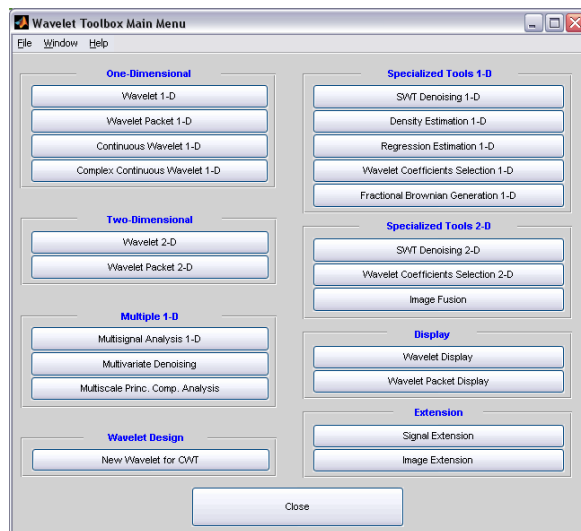 Wavelet Toolbox Main Menu
File Window Help
One-Dimensional
Wavelet 1-D
Wavelet Packet 1-D
Continuous Wavelet 1-D
Complex Continuous Wavelet 1-D
Two-Dimensional
Wavelet 2-D
Wavelet Packet 2-D
Multiple 1-D
Multisignal Analysis 1-D
Multivariate Denoising
Multiscale Princ. Comp. Analysis
Wavelet Design
New Wavelet for CWT
Specialized Tools 1-D
SWT Denoising 1-D
Density Estimation 1-D
Regression Estimation 1-D
Wavelet Coefficients Selection 1-D
Fractional Brownian Generation 1-D
Specialized Tools 2-D
SWT Denoising 2-D
Wavelet Coefficients Selection 2-D
Image Fusion
Display
Wavelet Display
Wavelet Packet Display
Extension
Signal Extension
Image Extension
Close